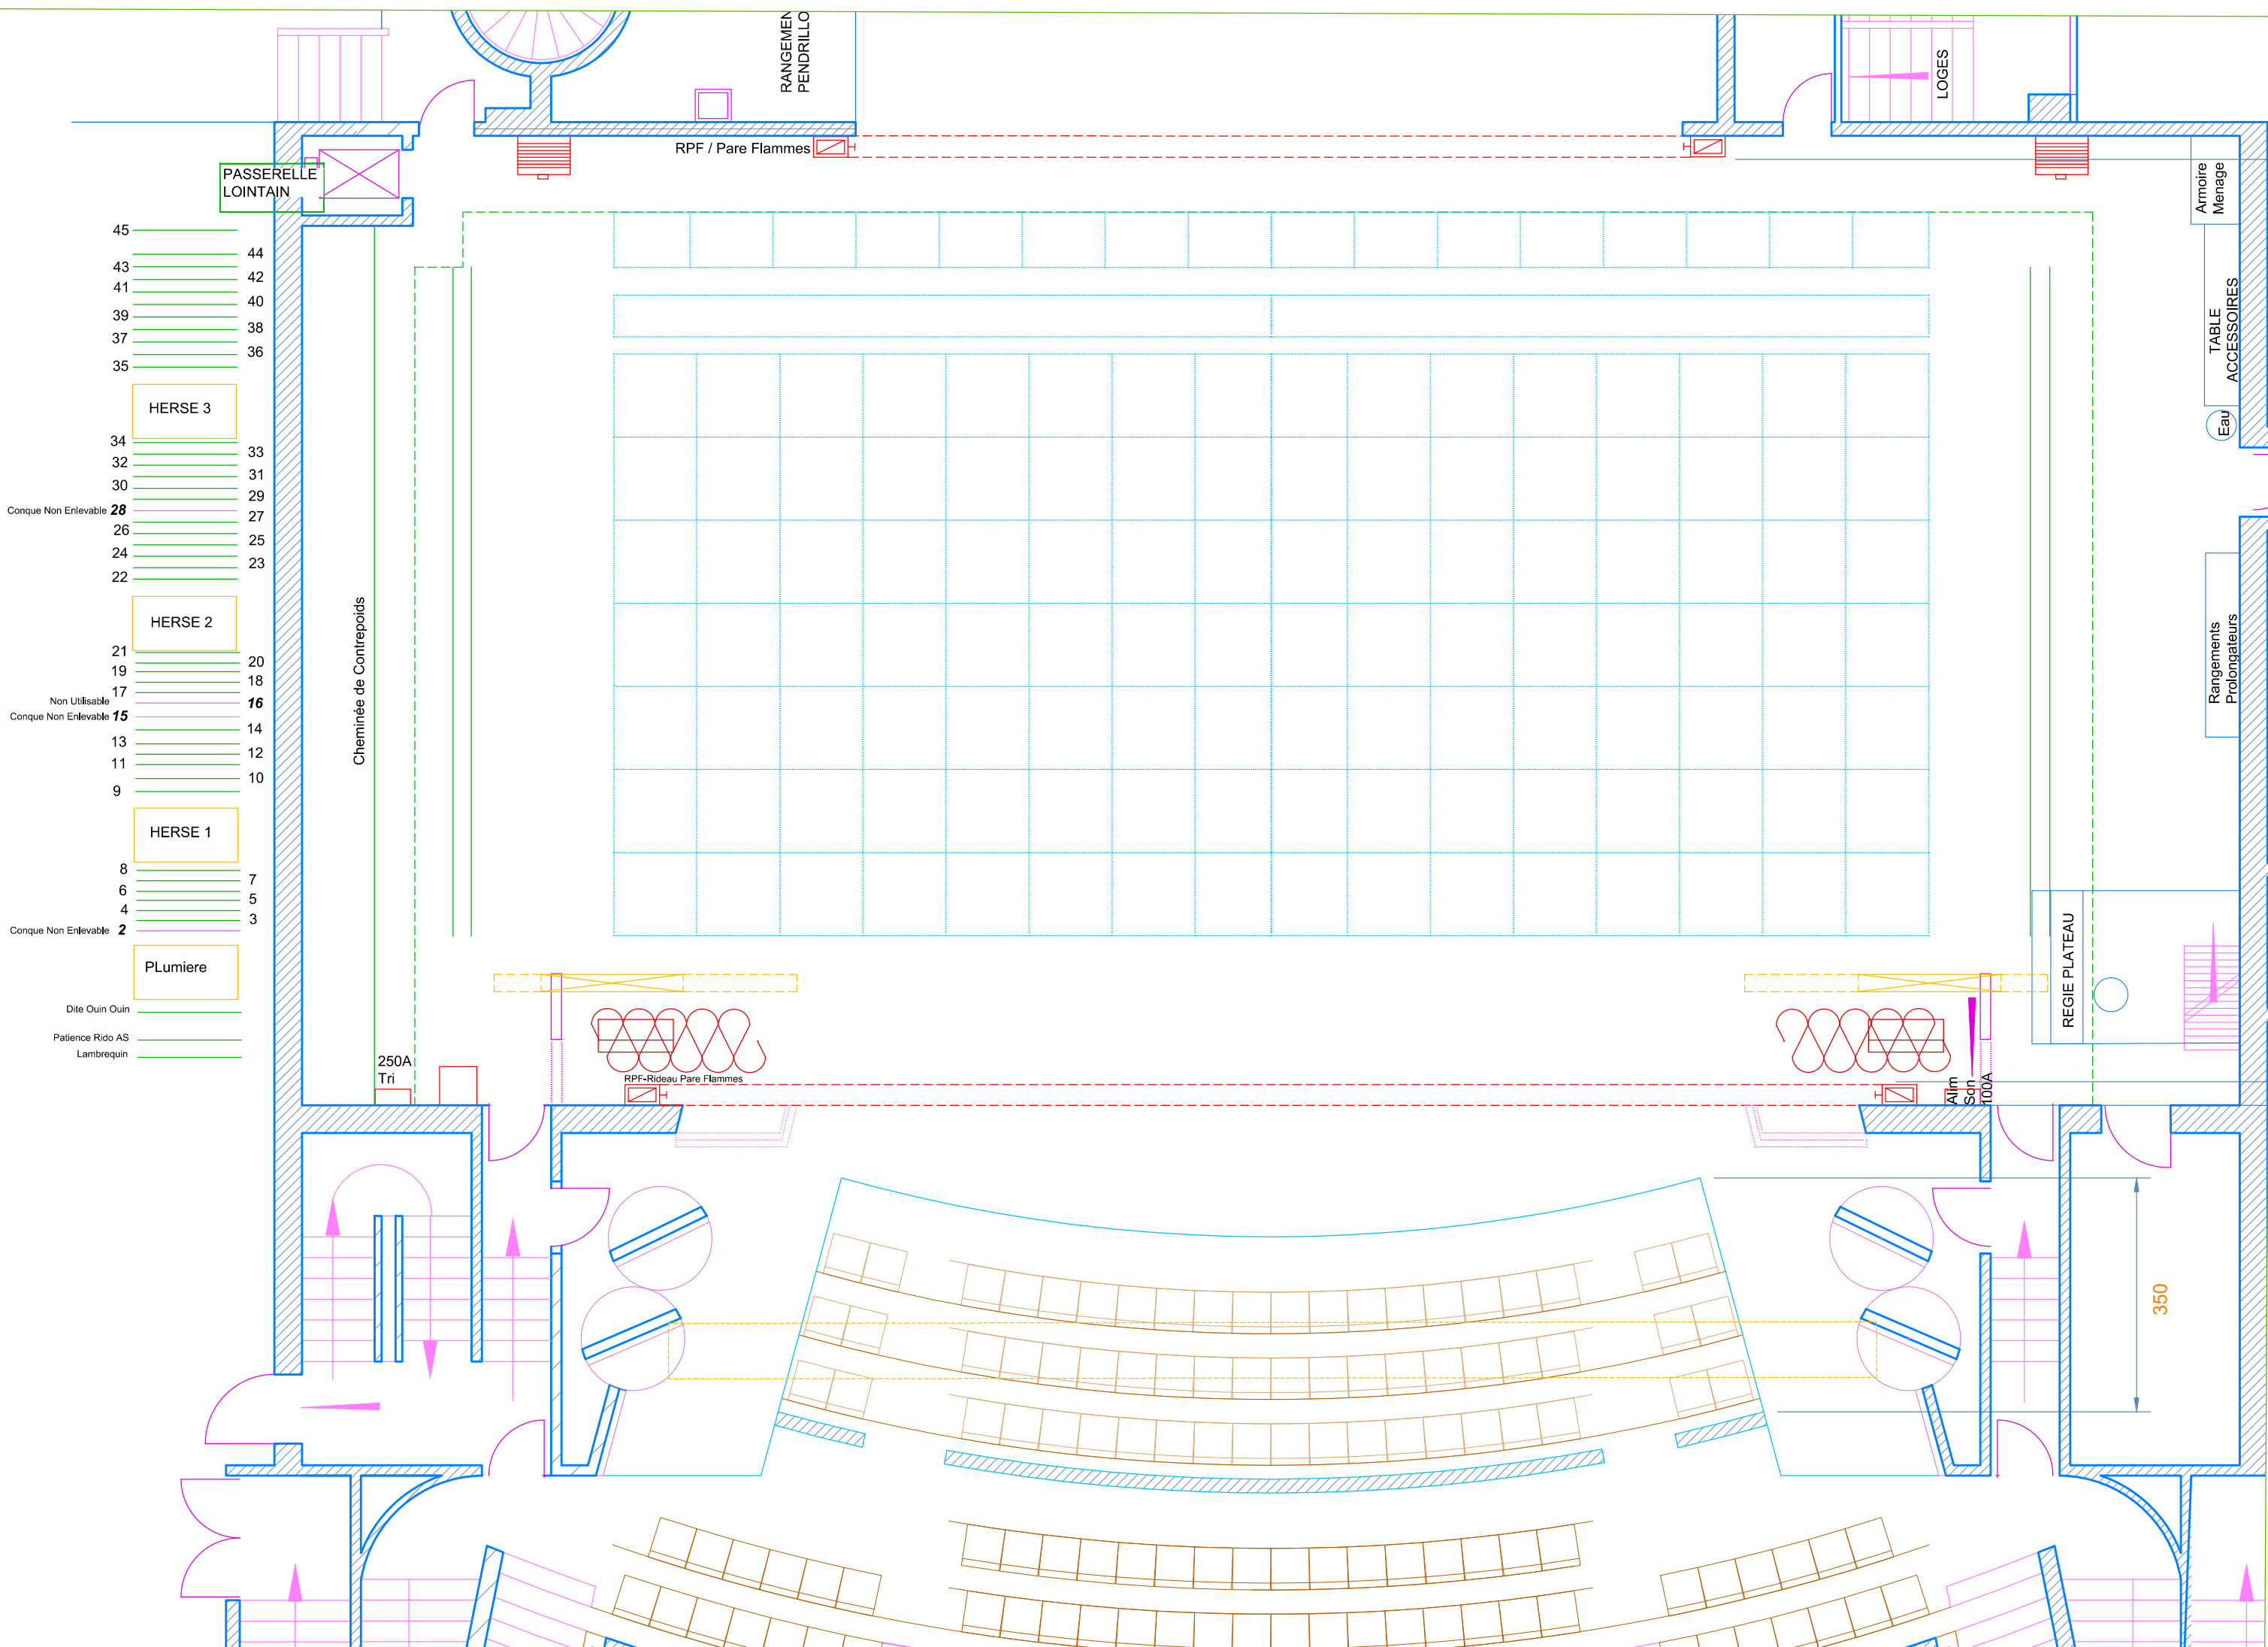 RANGEMEN
PENDRILLO
LOGES
RPF / Pare Flammes
PASSERELLE
LOINTAIN
Armoire
Menage
45
44
43
42
41
40
39
38
37
36
35
TABLE
ACCESSOIRES
HERSE 3
Eau
34
33
32
31
30
29
Conque Non Enlevable 28
27
26
25
24
23
22
Cheminée de Contrepoids
HERSE 2
Rangements
Prolongateurs
21
20
19
18
17
Non Utilisable
16
Conque Non Enlevable 15
14
13
12
11
10
9
HERSE 1
8
7
6
5
4
3
Conque Non Enlevable 2
REGIE PLATEAU
PLumiere
Dite Ouin Ouin
Patience Rido AS
Lambrequin
250A
Tri
RPF-Rideau Pare Flammes
Alim
Son
100A
350